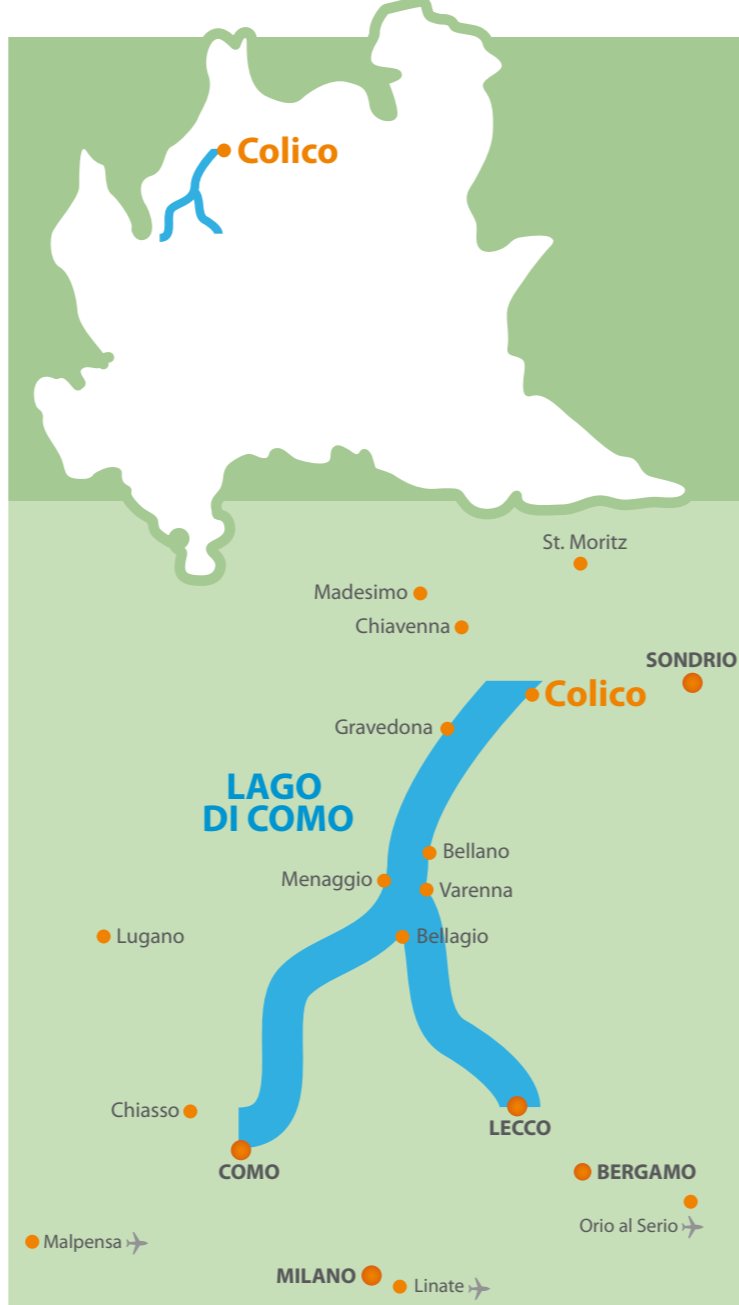 Colico
St. Moritz
Madesimo
Chiavenna
SONDRIO
Colico
Gravedona
LAGO
DI COMO
Bellano
Menaggio
Varenna
Lugano
Bellagio
Chiasso
LECCO
COMO
BERGAMO
Orio al Serio
Malpensa
MILANO
Linate